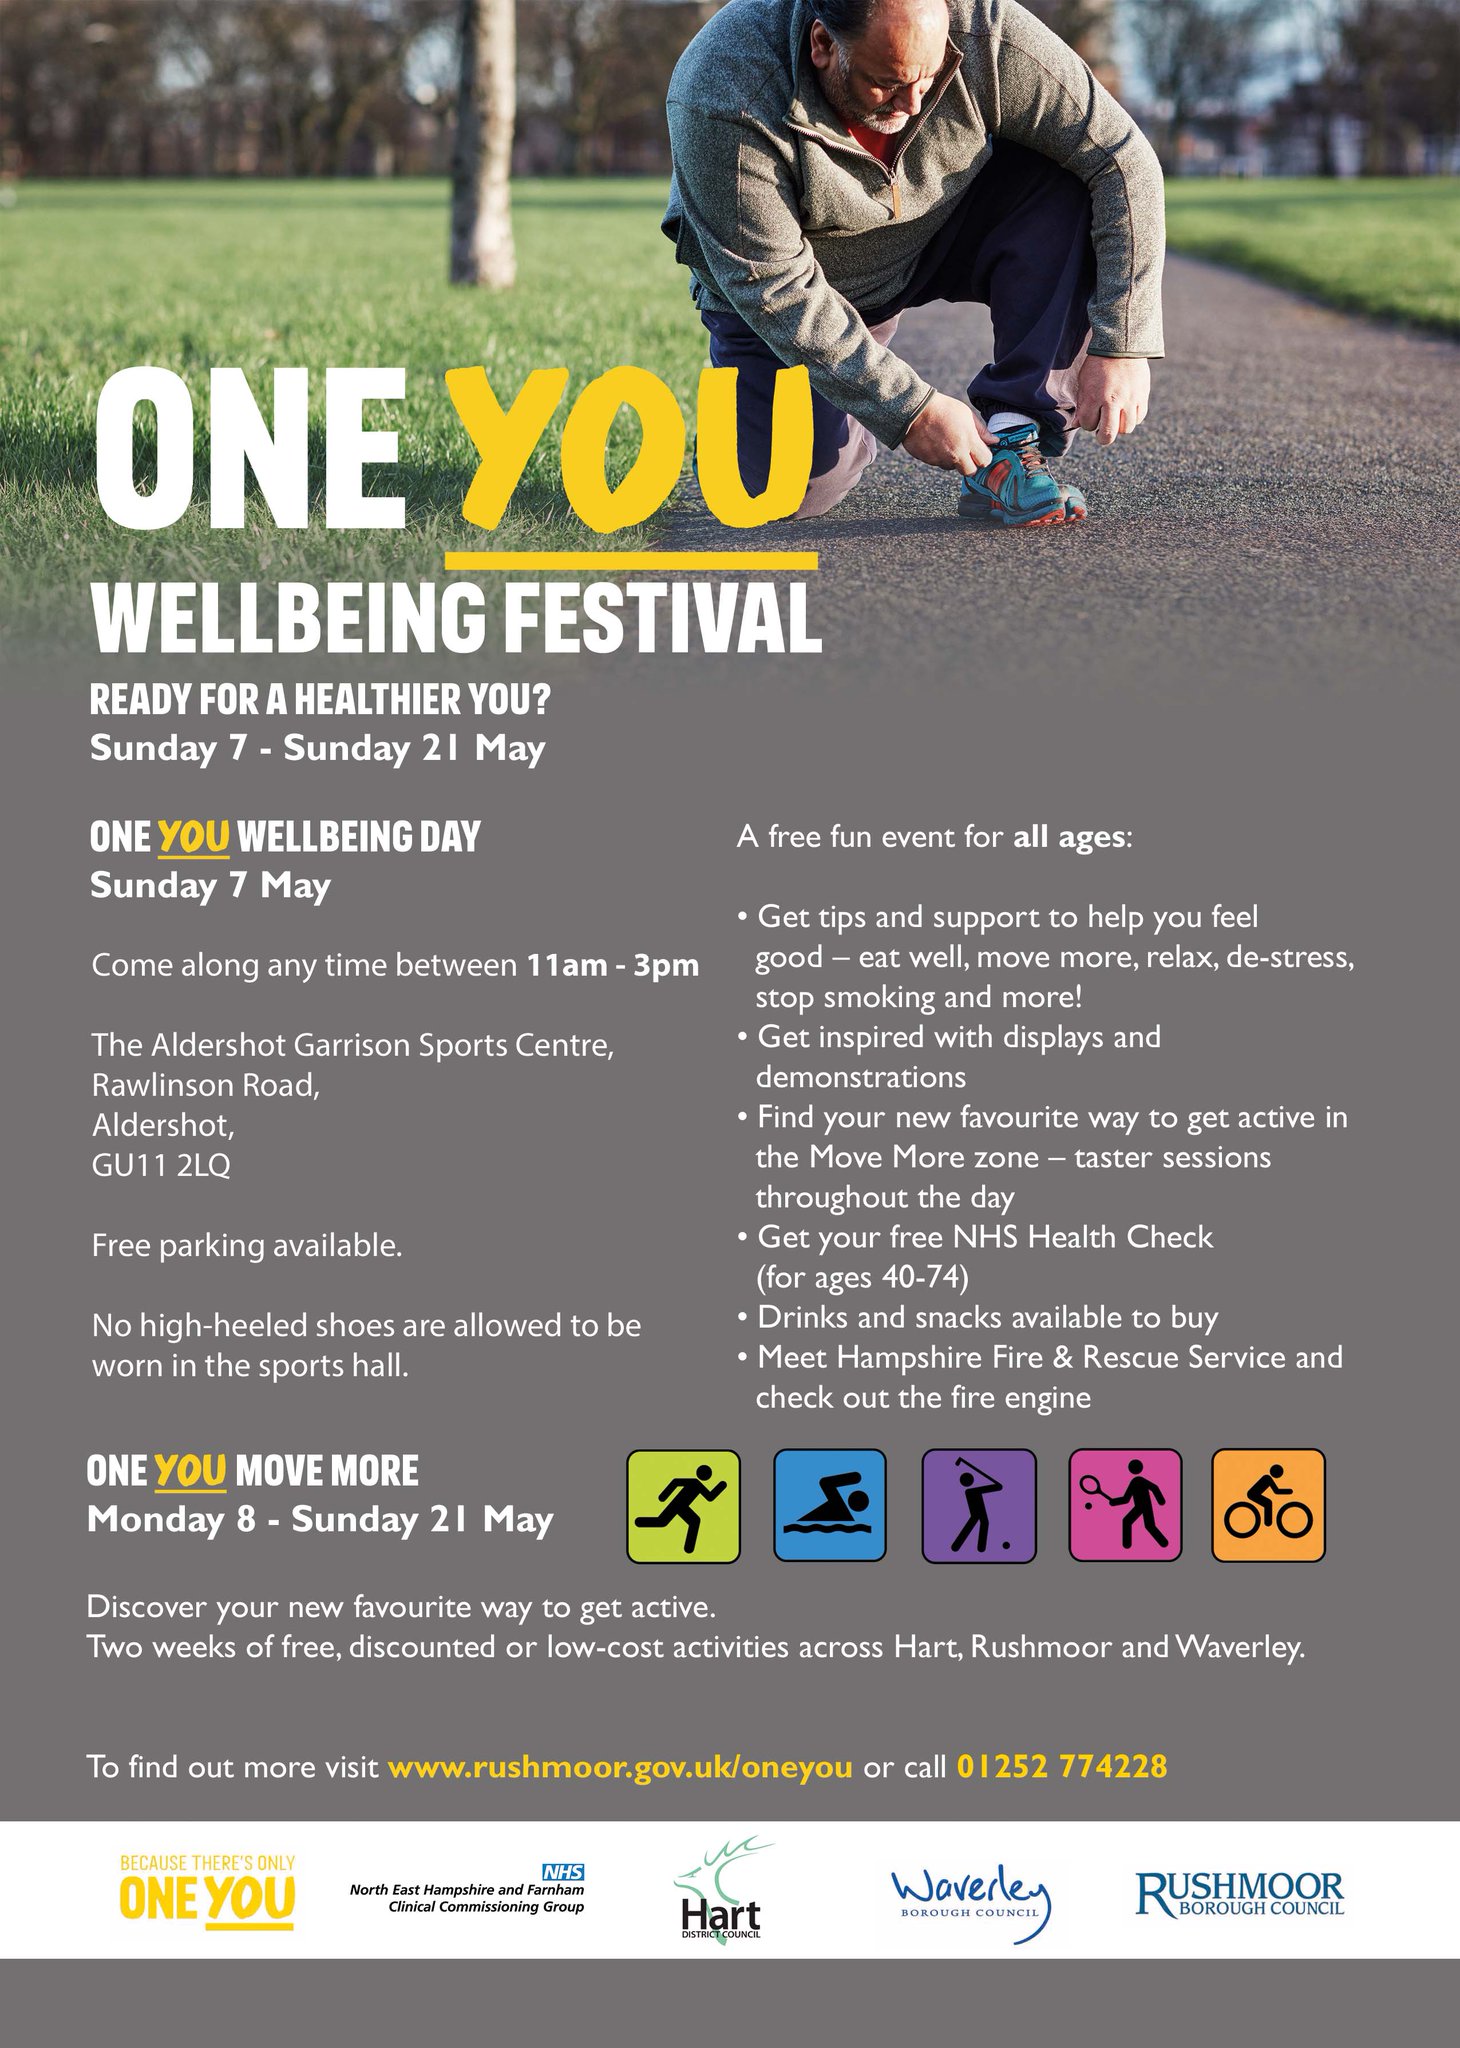 ONE YOU
WELLBEING FESTIVAL
READY FOR A HEALTHIER YOU?
Sunday 7 - Sunday 21 May
ONE YOU WELLBEING DAY
Sunday 7 May
Come along any time between 11am - 3pm
The Aldershot Garrison Sports Centre,
Rawlinson Road,
Aldershot,
GU11 2LQ
Free parking available.
No high-heeled shoes are allowed to be
worn in the sports hall.
A free fun event for all ages:
• Get tips and support to help you feel
good – eat well, move more, relax, de-stress,
stop smoking and more!
• Get inspired with displays and
demonstrations
• Find your new favourite way to get active in
the Move More zone – taster sessions
throughout the day
• Get your free NHS Health Check
(for ages 40-74)
• Drinks and snacks available to buy
• Meet Hampshire Fire & Rescue Service and
check out the fire engine
ONE YOU MOVE MORE
Monday 8 - Sunday 21 May
Discover your new favourite way to get active.
Two weeks of free, discounted or low-cost activities across Hart, Rushmoor and Waverley.
To find out more visit www.rushmoor.gov.uk/oneyou or call 01252 774228
BECAUSE THERE'S ONLY
ONE YOU
NHS
North East Hampshire and Farnham
Clinical Commissioning Group
Hart
DISTRICT COUNCIL
Waverley
BOROUGH COUNCIL
RUSHMOOR
BOROUGH COUNCIL